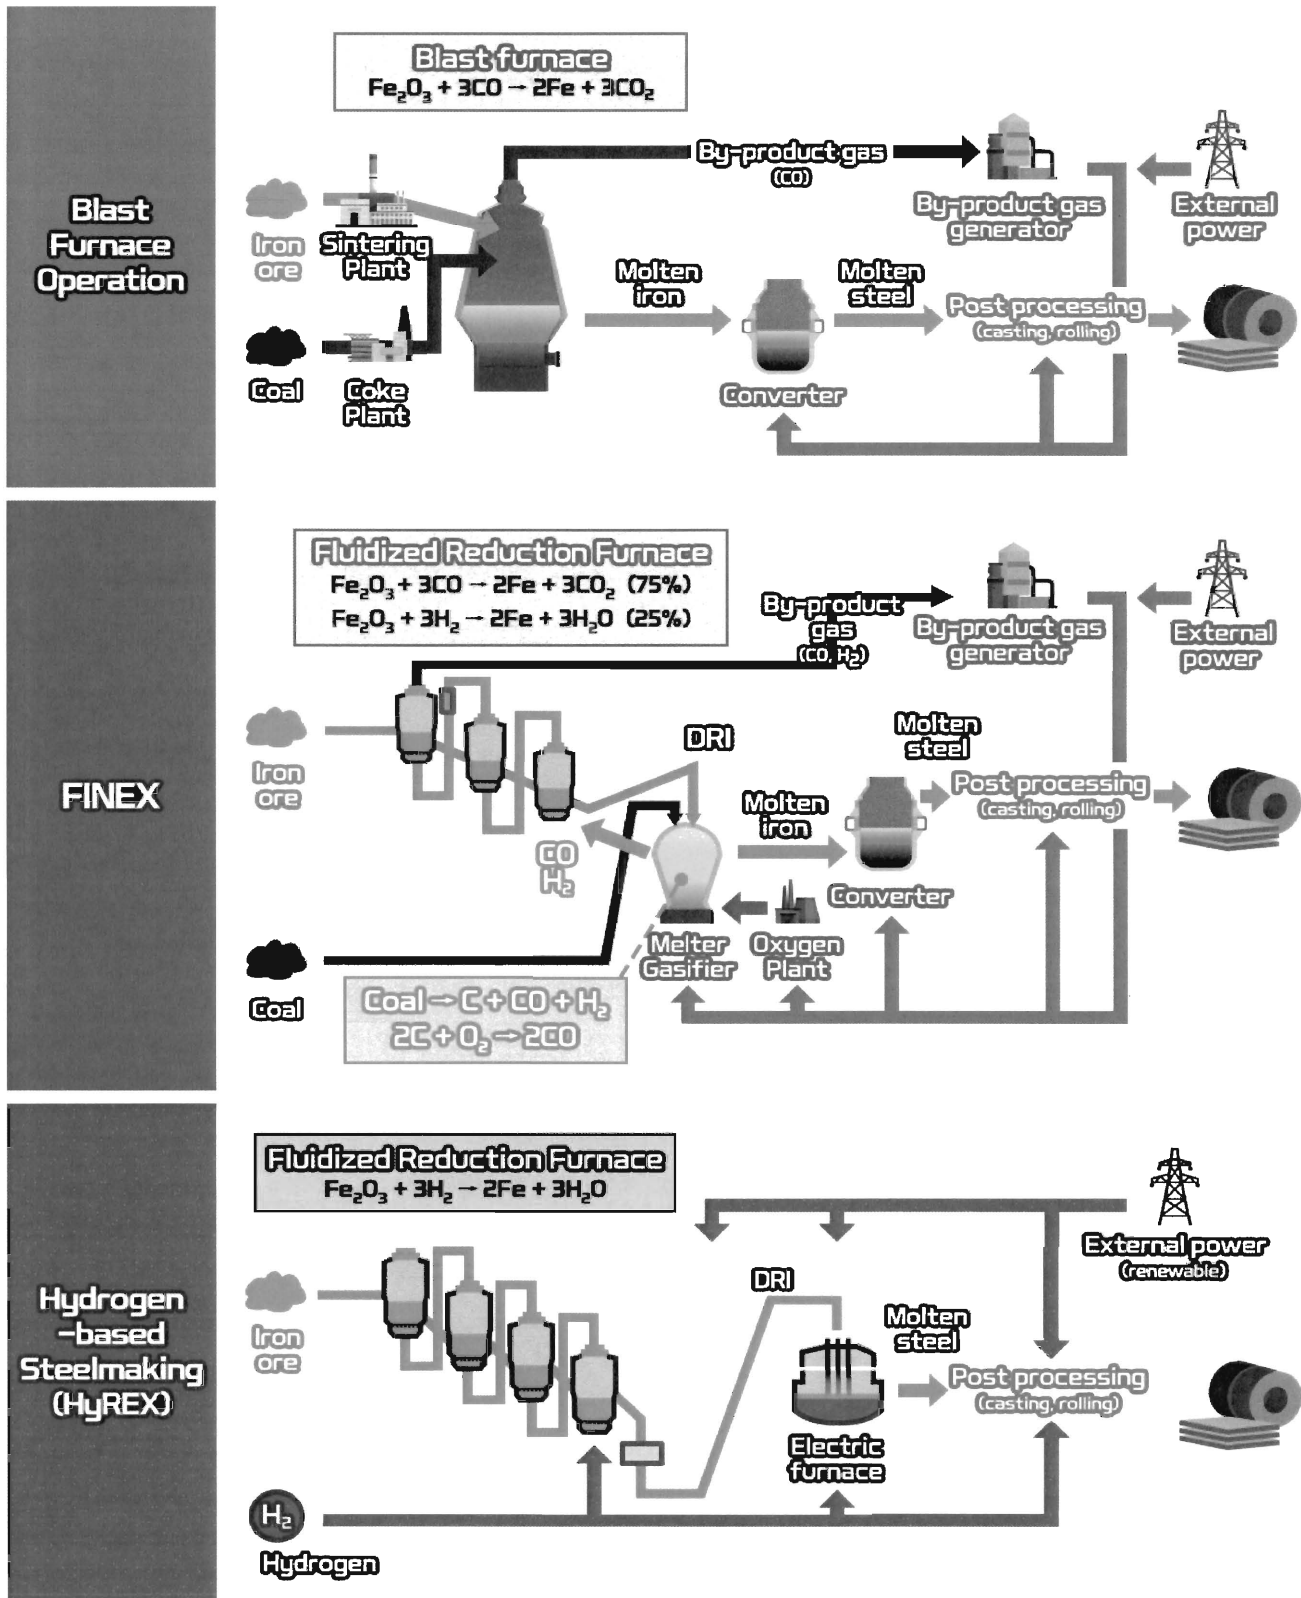 Blast
Furnace
Operation
Blast furnace
Fe₂O₃ + 3CO → 2Fe + 3CO₂
By-product gas
(CO)
By-product gas
generator
External
power
Iron
ore
Sintering
Plant
Coal
Coke
Plant
Molten
iron
Converter
Molten
steel
Post processing
(casting, rolling)
FINEX
Fluidized Reduction Furnace
Fe₂O₃ + 3CO → 2Fe + 3CO₂ (75%)
Fe₂O₃ + 3H₂ → 2Fe + 3H₂O (25%)
By-product
gas
(CO, H₂)
By-product gas
generator
External
power
Iron
ore
DRI
CO
H₂
Molten
iron
Molten
steel
Post processing
(casting, rolling)
Converter
Melter
Gasifier
Oxygen
Plant
Coal
Coal → C + CO + H₂
2C + O₂ → 2CO
Hydrogen
-based
Steelmaking
(HyREX)
Fluidized Reduction Furnace
Fe₂O₃ + 3H₂ → 2Fe + 3H₂O
External power
(renewable)
Iron
ore
DRI
Molten
steel
Post processing
(casting, rolling)
Electric
furnace
H₂
Hydrogen